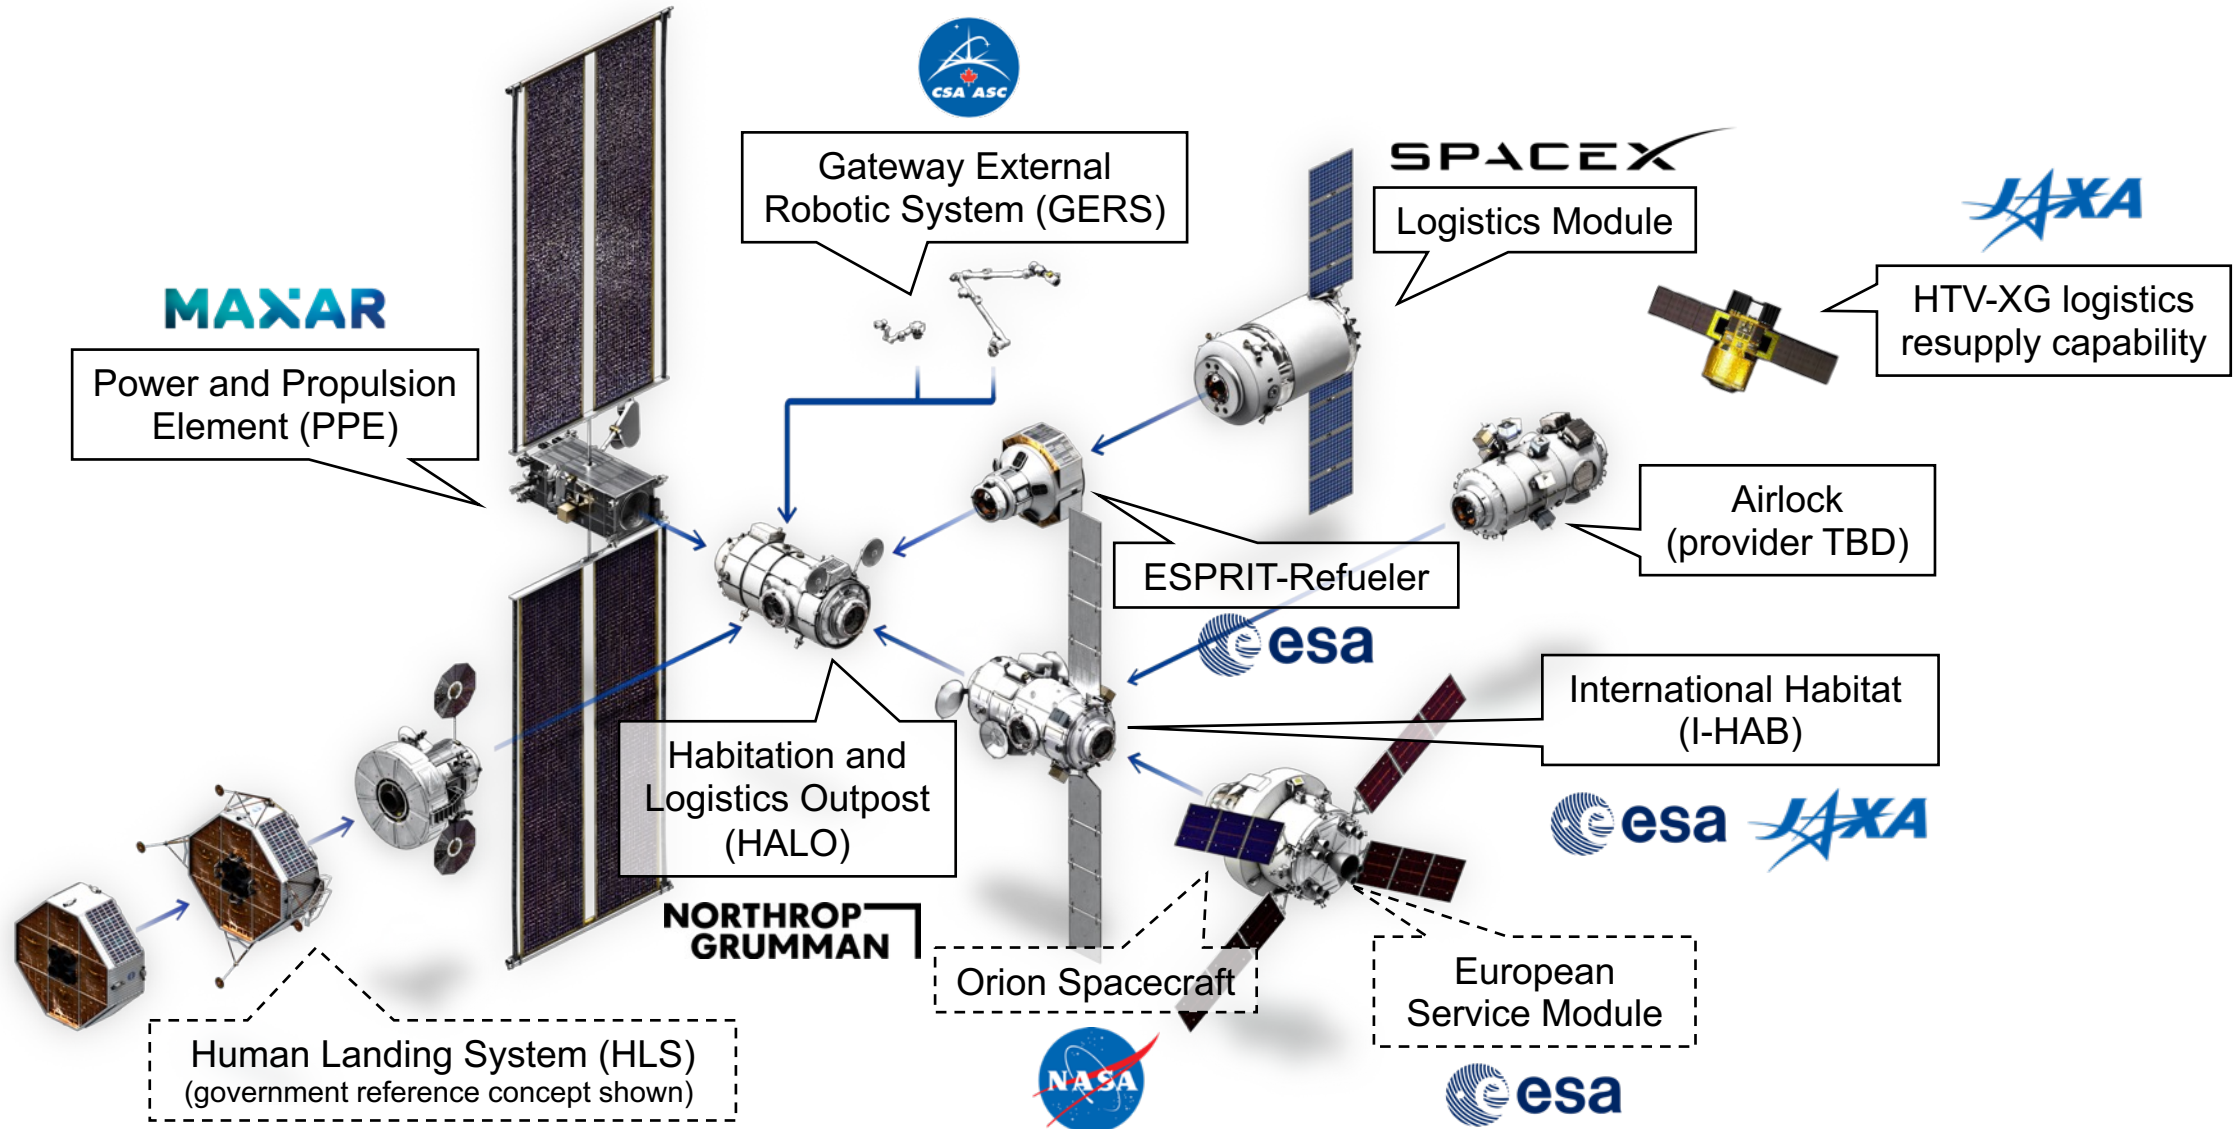 CSA ASC
Gateway External
Robotic System (GERS)
SPACEX
Logistics Module
JAXA
HTV-XG logistics
resupply capability
MAXAR
Power and Propulsion
Element (PPE)
Airlock
(provider TBD)
ESPRIT-Refueler
esa
International Habitat
(I-HAB)
esa
JAXA
Habitation and
Logistics Outpost
(HALO)
NORTHROP
GRUMMAN
Orion Spacecraft
NASA
European
Service Module
esa
Human Landing System (HLS)
(government reference concept shown)